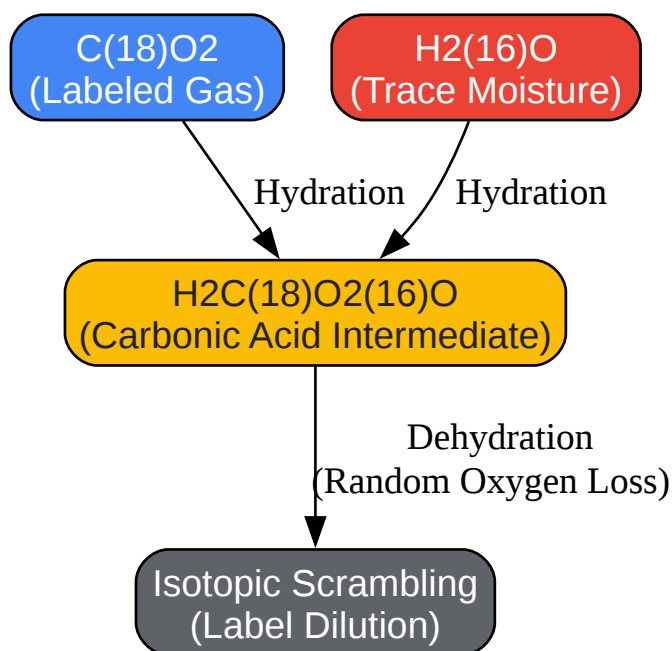 C(18)O2
(Labeled Gas)
H2(16)O
(Trace Moisture)
Hydration
Hydration
H2C(18)O2(16)O
(Carbonic Acid Intermediate)
Dehydration
(Random Oxygen Loss)
Isotopic Scrambling
(Label Dilution)